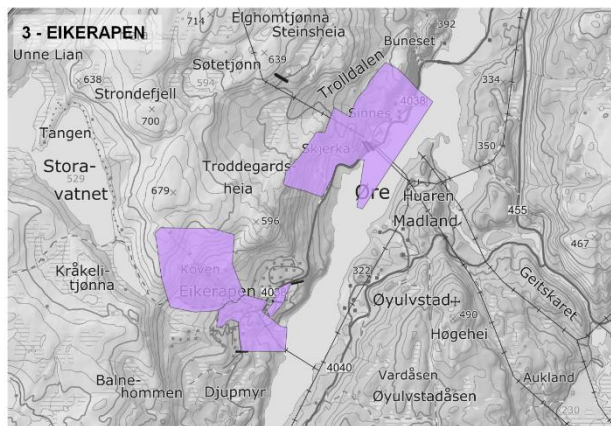 3 - EIKERAPEN
714
Elghomtjønna
Steinsheia
392
Buneset
Unne Lian
Søtetjønn
639
638
594
Strondefjell
Trolldalen
4038
334
Sinnes
700
Tangen
Skjerka
350
Stora-
vatnet
529
Troddegards
heia
679
Øre
Huaren
Madland
455
596
467
Kråkeli-
tjønna
Koven
Eikerapen
4038
322
Øyulvstad
Geitskaret
490
Høgehei
Balne-
hommen
Djupmyr
4040
Vardåsen
Øyulvstadåsen
Aukland
230